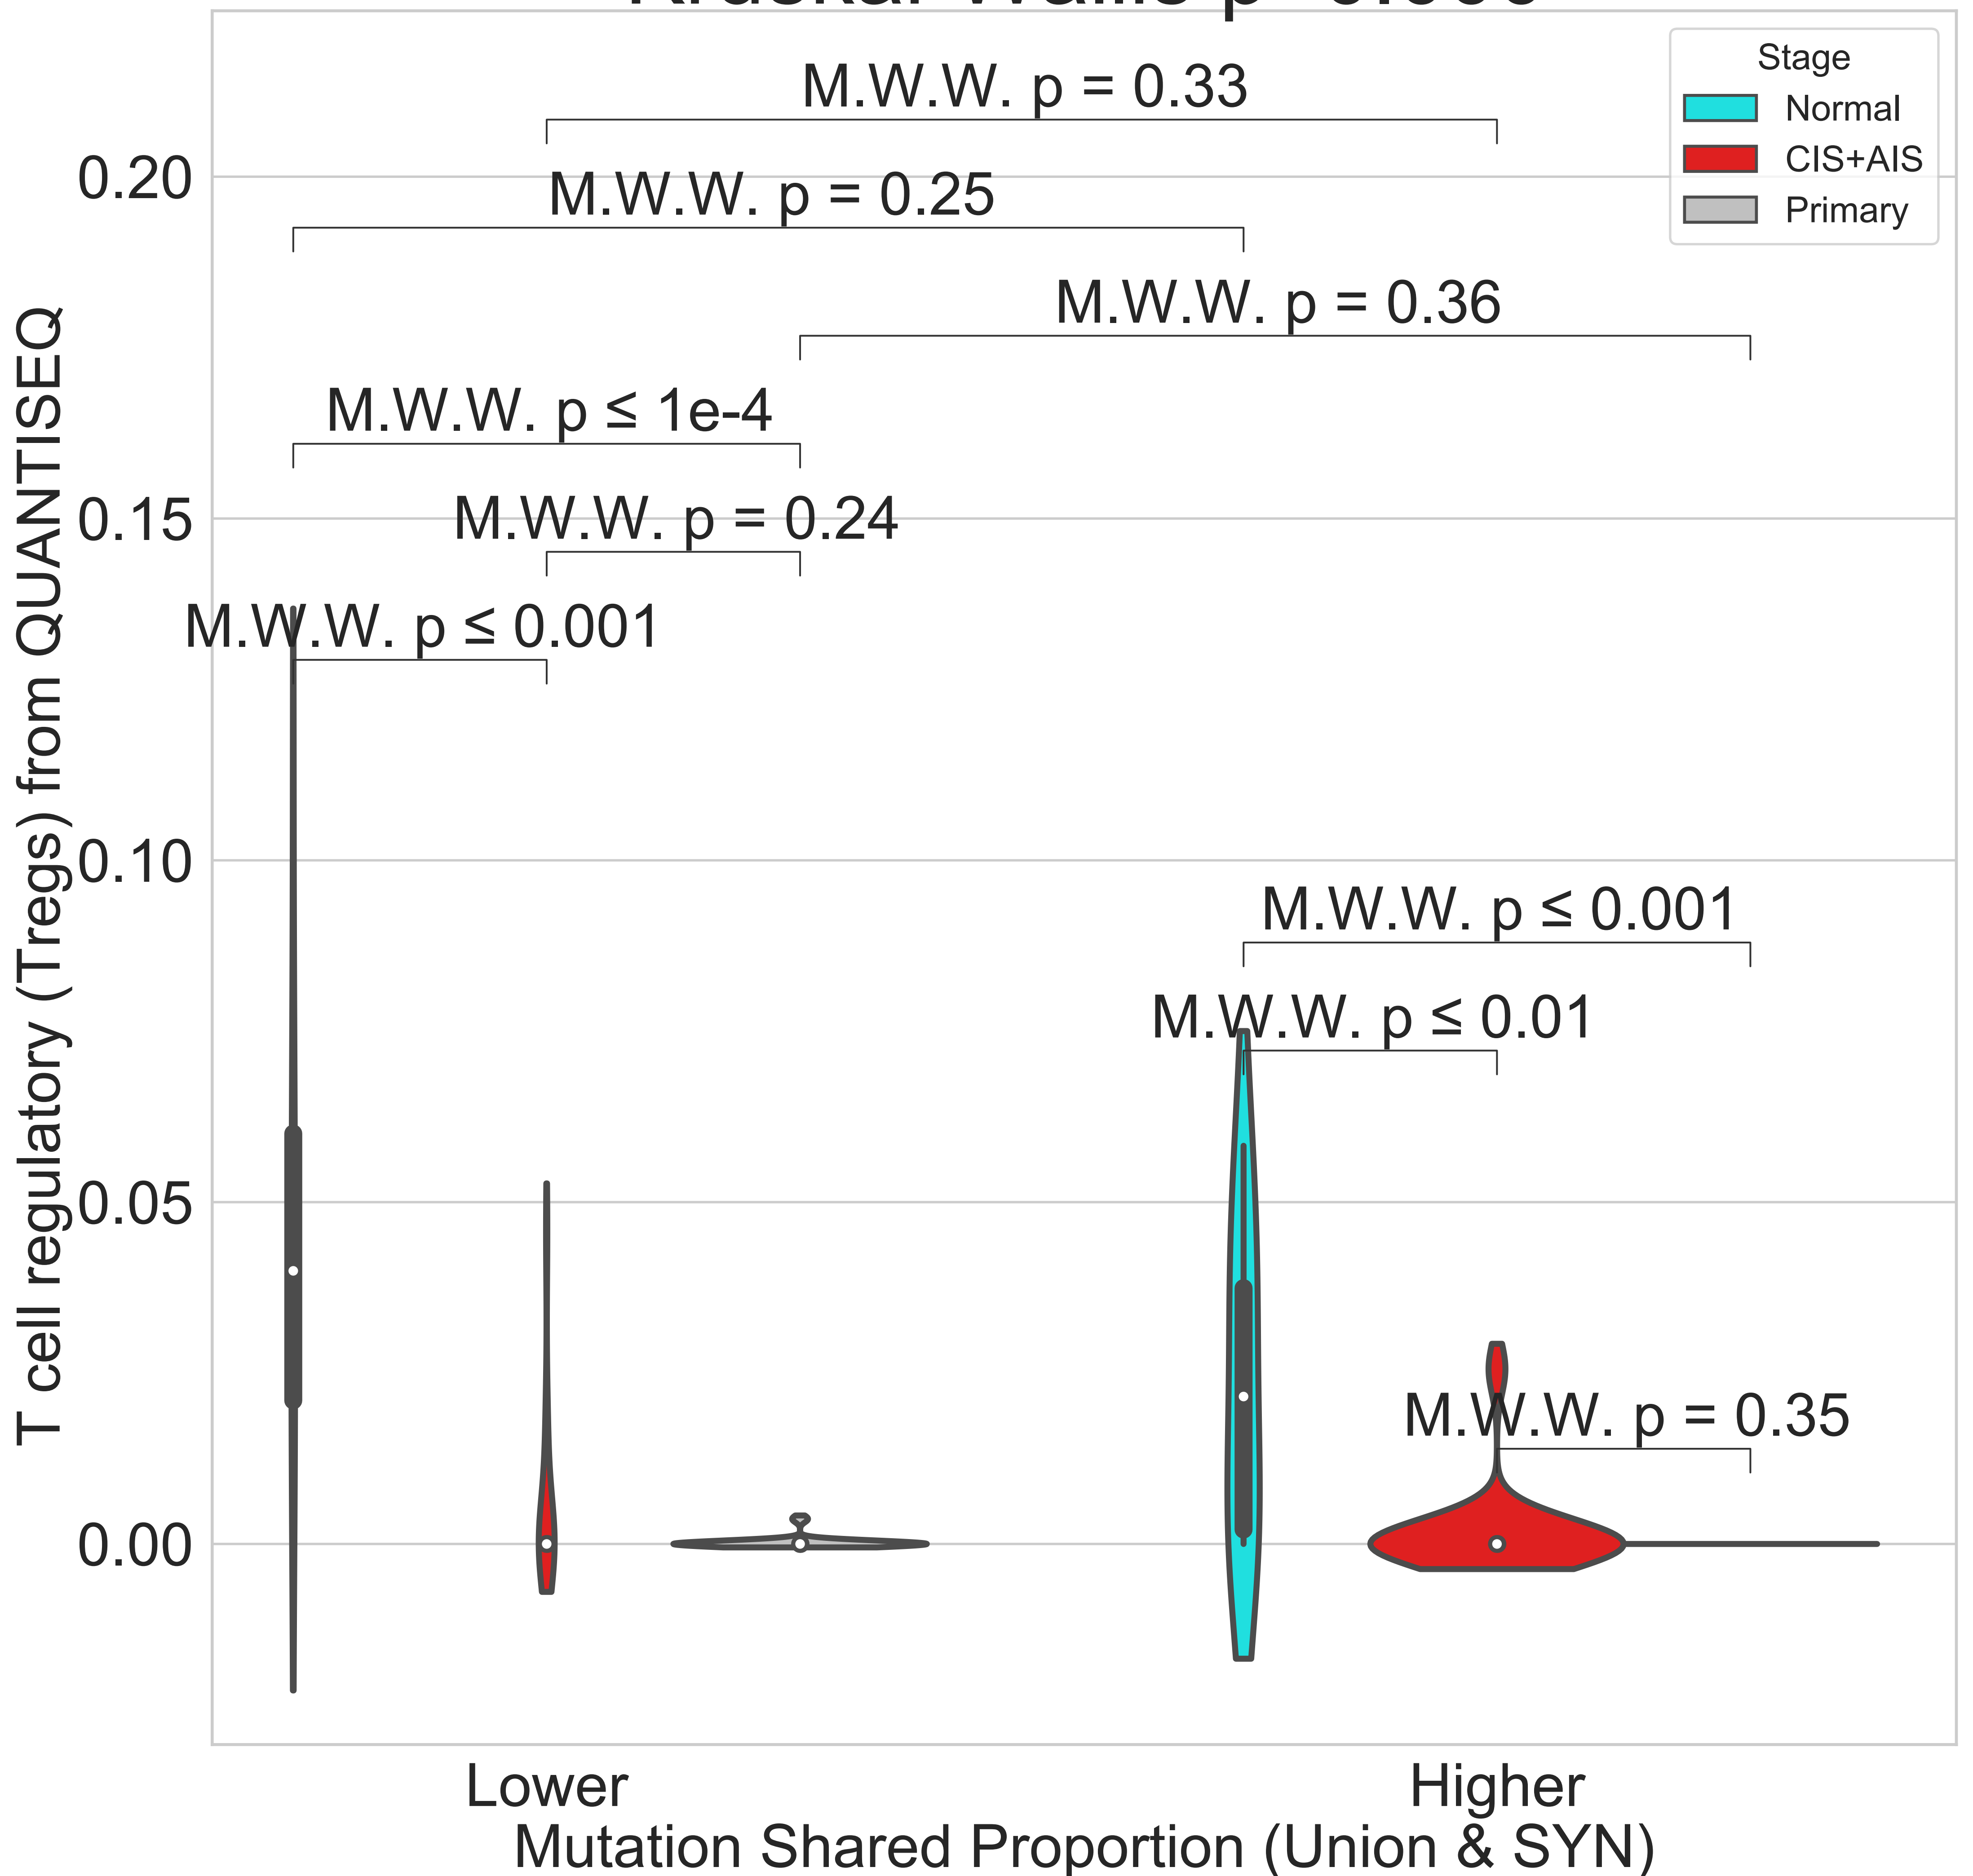 Stage
Normal
CIS+AIS
Primary
M.W.W. p = 0.33
M.W.W. p = 0.25
M.W.W. p = 0.36
M.W.W. p ≤ 1e-4
M.W.W. p = 0.24
M.W.W. p ≤ 0.001
M.W.W. p ≤ 0.001
M.W.W. p ≤ 0.01
M.W.W. p = 0.35
T cell regulatory (Tregs) from QUANTISEQ
0.20
0.15
0.10
0.05
0.00
Lower
Higher
Mutation Shared Proportion (Union & SYN)